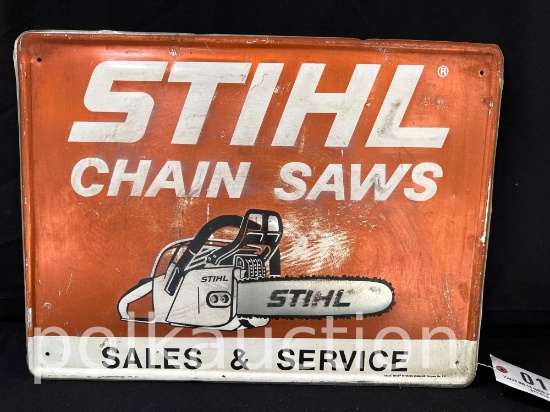 STIHL®
CHAIN SAWS
STIHL
STIHL
polkauction
SALES & SERVICE
01